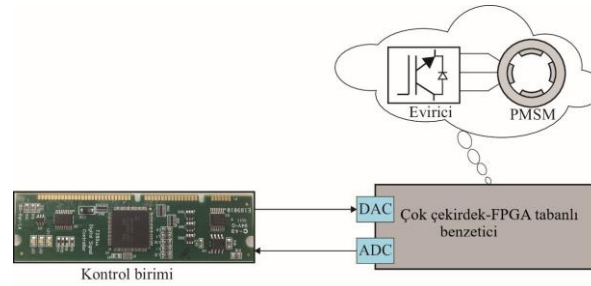 Evirici
PMSM
DAC
Çok çekirdek-FPGA tabanlı
benzetici
ADC
Kontrol birimi